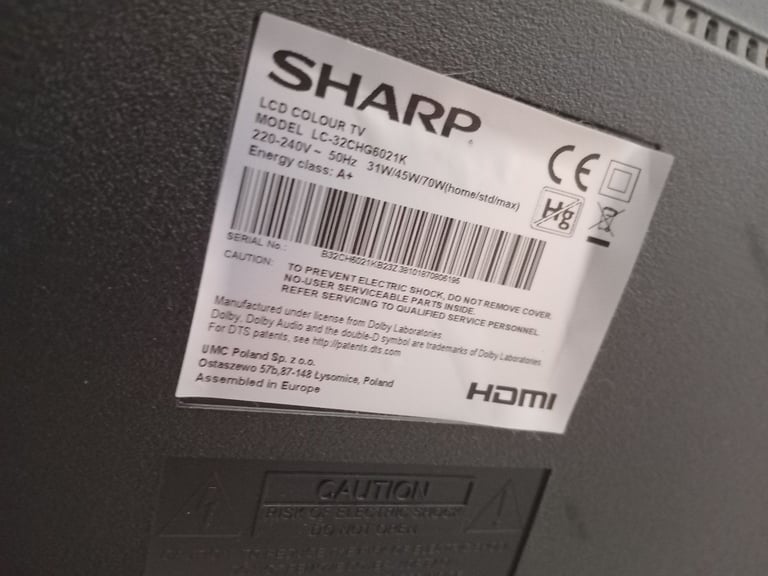 SHARP
LCD COLOUR TV
MODEL LC-32CHG6021K
220-240V ~ 50Hz 31W/45W/70W(home/std/max)
Energy class: A+
CE
Hg
SERIAL No.:
B32CH6021KB23Z38101870806196
CAUTION: TO PREVENT ELECTRIC SHOCK, DO NOT REMOVE COVER.
NO-USER SERVICEABLE PARTS INSIDE.
REFER SERVICING TO QUALIFIED SERVICE PERSONNEL.
Manufactured under license from Dolby Laboratories.
Dolby, Dolby Audio and the double-D symbol are trademarks of Dolby Laboratories.
For DTS patents, see http://patents.dts.com
UMC Poland Sp. z o.o.
Ostaszewo 57b,87-148 Łysomice, Poland
Assembled in Europe
HDMI
CAUTION
RISK OF ELECTRIC SHOCK
DO NOT OPEN